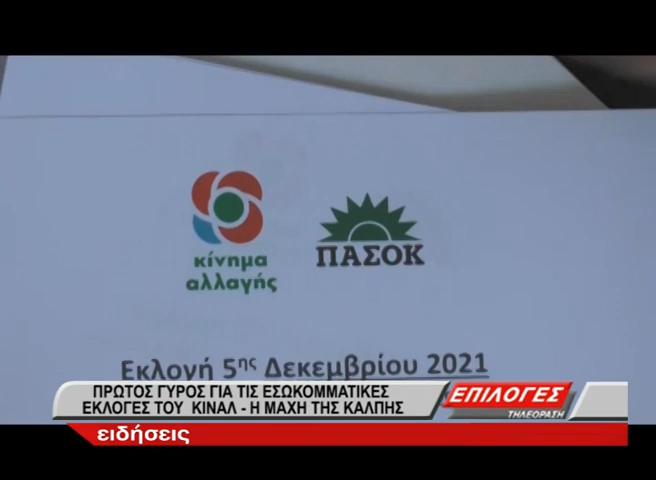 κίνημα
αλλαγής
ΠΑΣΟΚ
Εκλογή 5ης Δεκεμβρίου 2021
ΠΡΩΤΟΣ ΓΥΡΟΣ ΓΙΑ ΤΙΣ ΕΣΩΚΟΜΜΑΤΙΚΕΣ
ΕΚΛΟΓΕΣ ΤΟΥ ΚΙΝΑΛ - Η ΜΑΧΗ ΤΗΣ ΚΑΛΠΗΣ
ΕΠΙΛΟΓΕΣ
ΤΗΛΕΟΡΑΣΗ
ειδήσεις